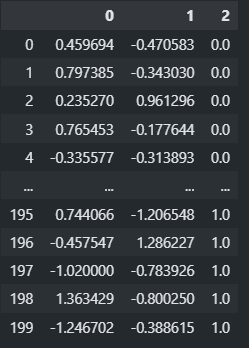 0 1 2
0 0.459694 -0.470583 0.0
1 0.797385 -0.343030 0.0
2 0.235270 0.961296 0.0
3 0.765453 -0.177644 0.0
4 -0.335577 -0.313893 0.0
... ... ... ...
195 0.744066 -1.206548 1.0
196 -0.457547 1.286227 1.0
197 -1.020000 -0.783926 1.0
198 1.363429 -0.800250 1.0
199 -1.246702 -0.388615 1.0